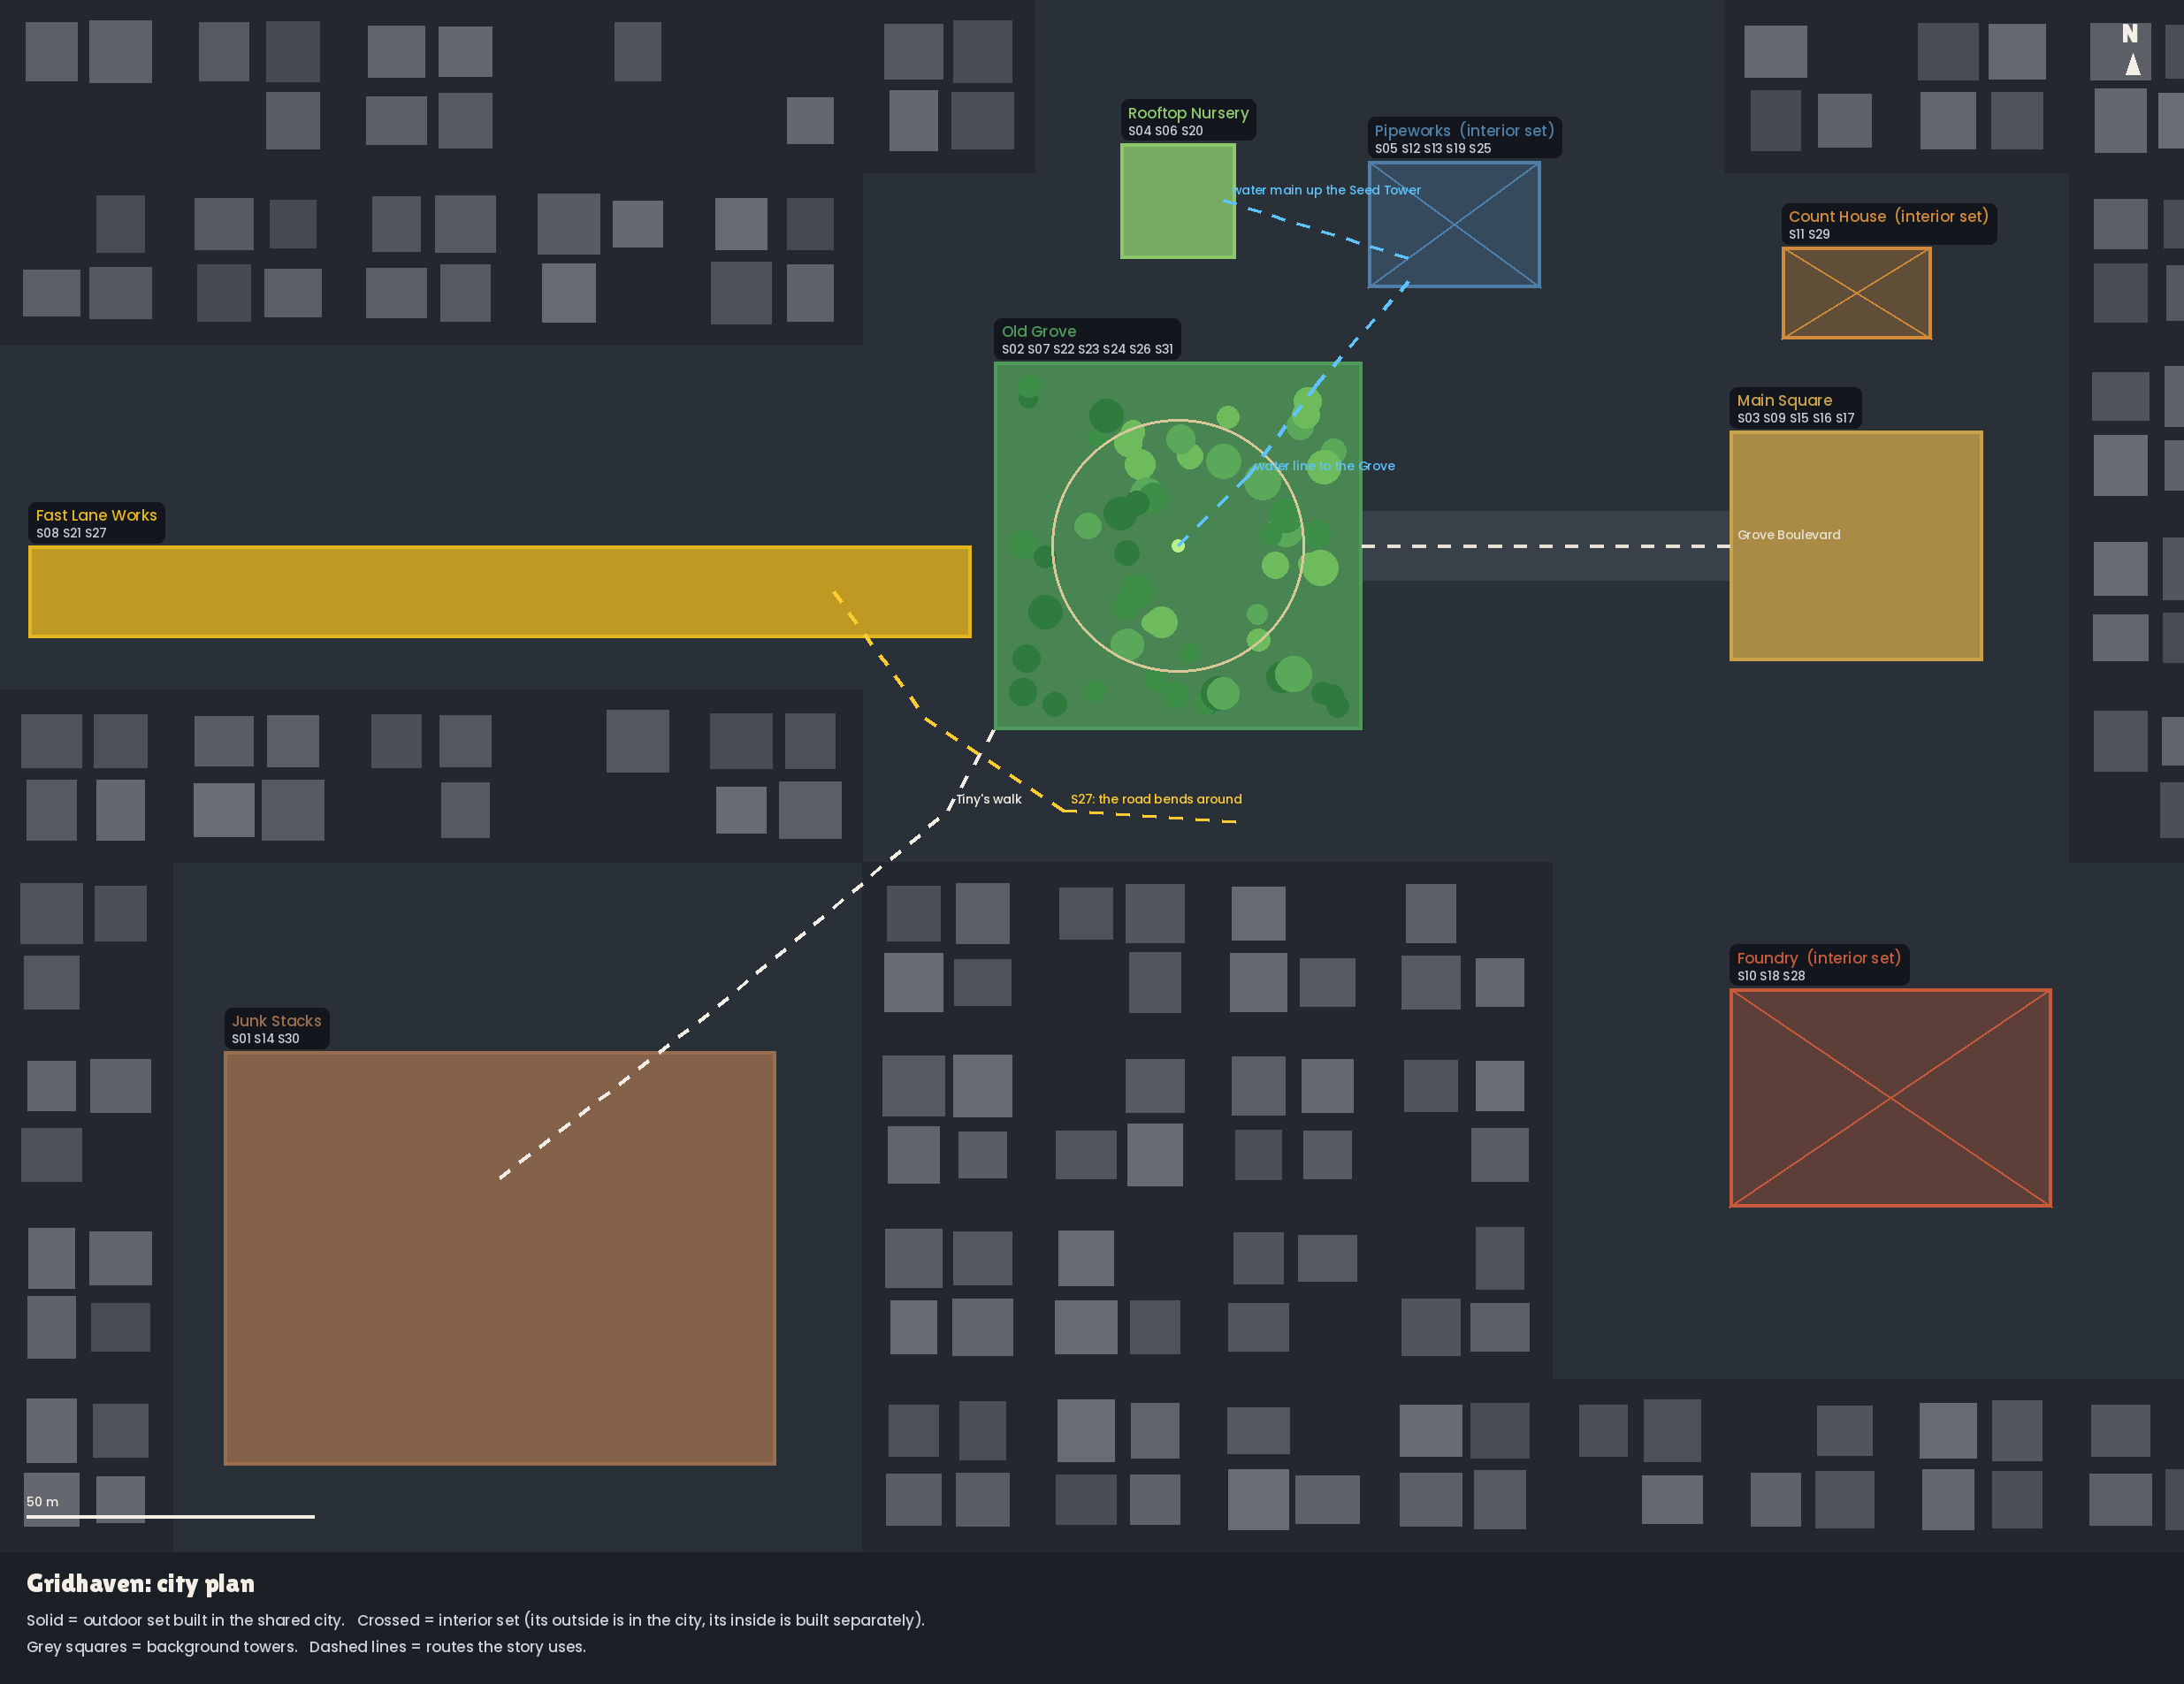 N
Rooftop Nursery
S04 S06 S20
Pipeworks (interior set)
S05 S12 S13 S19 S25
water main up the Seed Tower
Count House (interior set)
S11 S29
Old Grove
S02 S07 S22 S23 S24 S26 S31
Main Square
S03 S09 S15 S16 S17
water line to the Grove
Fast Lane Works
S08 S21 S27
Grove Boulevard
Tiny's walk
S27: the road bends around
Foundry (interior set)
S10 S18 S28
Junk Stacks
S01 S14 S30
50 m
Gridhaven: city plan
Solid = outdoor set built in the shared city. Crossed = interior set (its outside is in the city, its inside is built separately).
Grey squares = background towers. Dashed lines = routes the story uses.